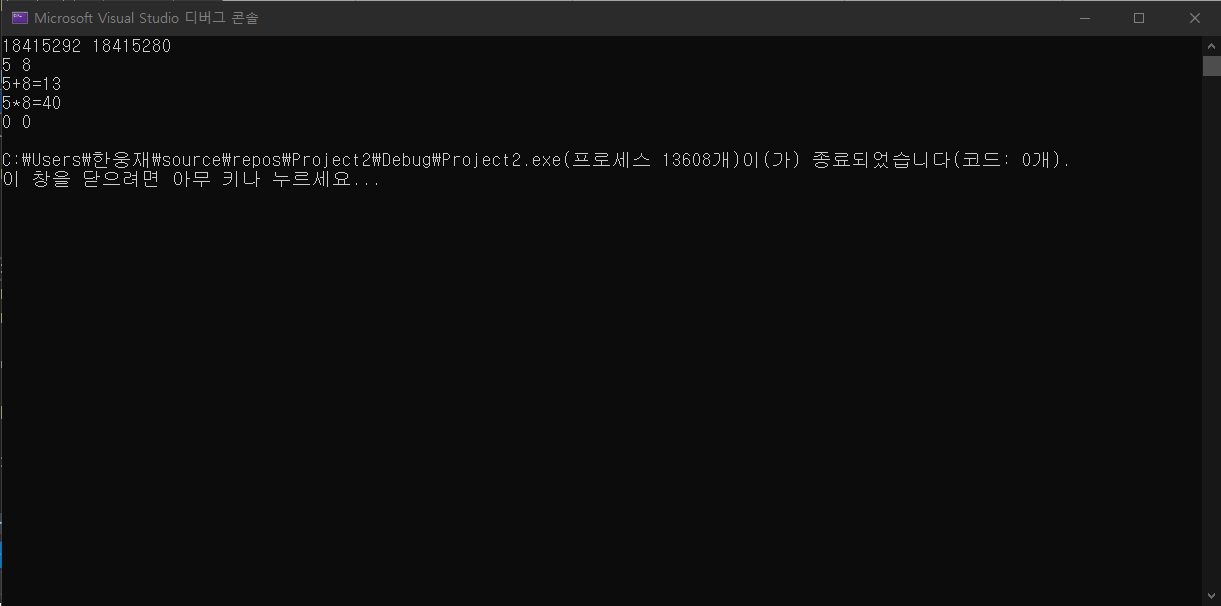 Microsoft Visual Studio 디버그 콘솔
18415292 18415280
5 8
5+8=13
5*8=40
0 0
C:₩Users₩한웅재₩source₩repos₩Project2₩Debug₩Project2.exe(프로세스 13608개)이(가) 종료되었습니다(코드: 0개).
이 창을 닫으려면 아무 키나 누르세요...